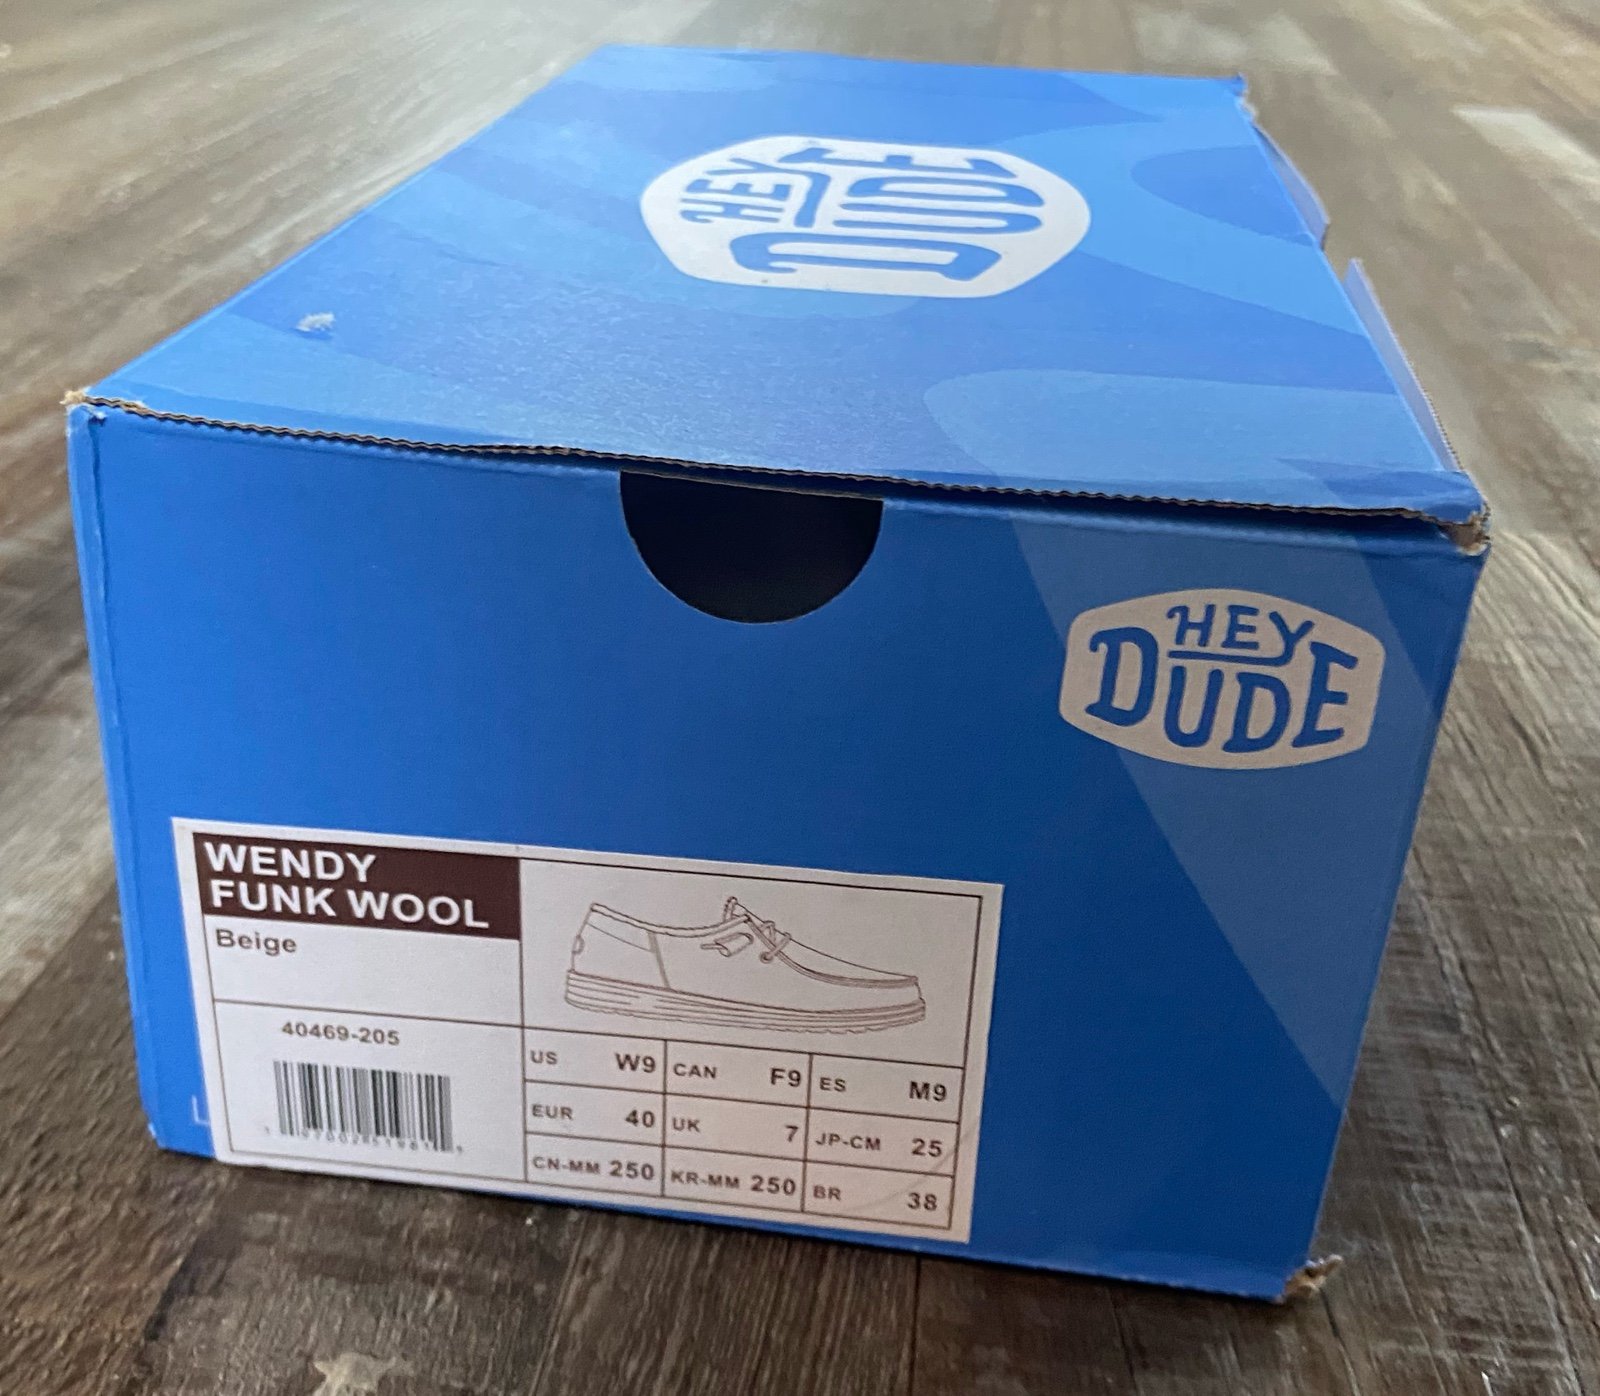 HEY
DUDE
HEY
DUDE
WENDY
FUNK WOOL
Beige
40469-205
US W9 CAN F9 ES M9
EUR 40 UK 7 JP-CM 25
CN-MM 250 KR-MM 250 BR 38
L